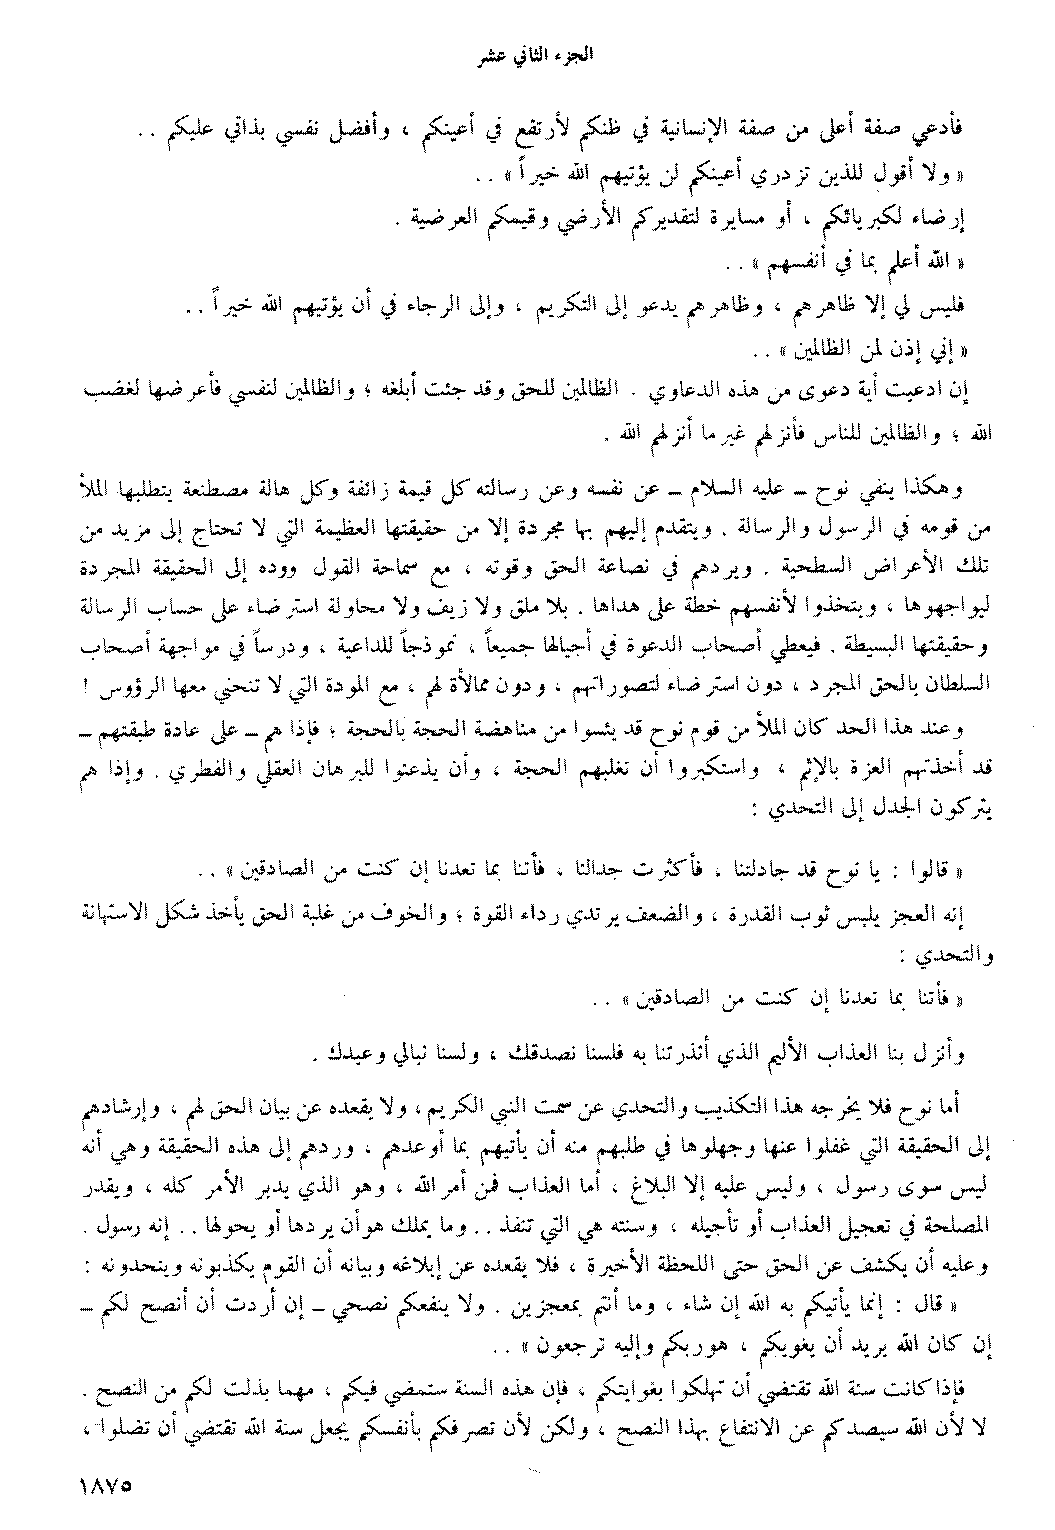 الجزء الثاني عشر
فأدعي صفة أعلى من صفة الإنسانية في ظنكم لأرتفع في أعينكم ، وأفضل نفسي بذاتي عليكم ..
« ولا أقول للذين تزدري أعينكم لن يؤتيهم الله خيراً » ..
إرضاء لكبريائكم ، أو مسايرة لتقديركم الأرضي وقيمكم العرضية .
« الله أعلم بما في أنفسهم » ..
فليس لي إلا ظاهرهم ، وظاهرهم يدعو إلى التكريم ، وإلى الرجاء في أن يؤتيهم الله خيراً ..
« إني إذن لمن الظالمين » ..
إن ادعيت أية دعوى من هذه الدعاوي . الظالمين للحق وقد جئت أبلغه ؛ والظالمين لنفسي فأعرضها لغضب
الله ؛ والظالمين للناس فأنزلهم غير ما أنزلهم الله .
وهكذا ينفي نوح – عليه السلام – عن نفسه وعن رسالته كل قيمة زائفة وكل هالة مصطنعة يتطلبها الملأ
من قومه في الرسول والرسالة . ويتقدم إليهم بها مجردة إلا من حقيقتها العظيمة التي لا تحتاج إلى مزيد من
تلك الأعراض السطحية . ويردهم في نصاعة الحق وقوته ، مع سماحة القول ووده إلى الحقيقة المجردة
ليواجهوها ، ويتخذوا لأنفسهم خطة على هداها . بلا ملق ولا زيف ولا محاولة استرضاء على حساب الرسالة
وحقيقتها البسيطة . فيعطي أصحاب الدعوة في أجيالها جميعاً ، نموذجاً للداعية ، ودرساً في مواجهة أصحاب
السلطان بالحق المجرد ، دون استرضاء لتصوراتهم ، ودون ممالأة لهم ، مع المودة التي لا تنحني معها الرؤوس !
وعند هذا الحد كان الملأ من قوم نوح قد يئسوا من مناهضة الحجة بالحجة ؛ فإذا هم – على عادة طبقتهم –
قد أخذتهم العزة بالإثم ، واستكبروا أن تغلبهم الحجة ، وأن يذعنوا للبرهان العقلي والفطري . وإذا هم
يتركون الجدل إلى التحدي :
« قالوا : يا نوح قد جادلتنا ، فأكثرت جدالنا ، فأتنا بما تعدنا إن كنت من الصادقين » ..
إنه العجز يلبس ثوب القدرة ، والضعف يرتدي رداء القوة ؛ والخوف من غلبة الحق يأخذ شكل الاستهانة
والتحدي :
« فأتنا بما تعدنا إن كنت من الصادقين » ..
وأنزل بنا العذاب الأليم الذي أنذرتنا به فلسنا نصدقك ، ولسنا نبالي وعيدك .
أما نوح فلا يخرجه هذا التكذيب والتحدي عن سمت النبي الكريم، ولا يقعده عن بيان الحق لهم ، وإرشادهم
إلى الحقيقة التي غفلوا عنها وجهلوها في طلبهم منه أن يأتيهم بما أوعدهم ، وردهم إلى هذه الحقيقة وهي أنه
ليس سوى رسول ، وليس عليه إلا البلاغ ، أما العذاب فمن أمر الله ، وهو الذي يدبر الأمر كله ، ويقدر
المصلحة في تعجيل العذاب أو تأجيله ، وسنته هي التي تنفذ .. وما يملك هو أن يردها أو يحولها .. إنه رسول .
وعليه أن يكشف عن الحق حتى اللحظة الأخيرة ، فلا يقعده عن إبلاغه وبيانه أن القوم يكذبونه ويتحدونه :
« قال : إنما يأتيكم به الله إن شاء ، وما أنتم بمعجزين . ولا ينفعكم نصحي – إن أردت أن أنصح لكم –
إن كان الله يريد أن يغويكم ، هو ربكم وإليه ترجعون » ..
فإذا كانت سنة الله تقتضي أن تهلكوا بغوايتكم ، فإن هذه السنة ستمضي فيكم ، مهما بذلت لكم من النصح .
لا لأن الله سيصدكم عن الانتفاع بهذا النصح ، ولكن لأن تصرفكم بأنفسكم يجعل سنة الله تقتضي أن تضلوا ،
١٨٧٥